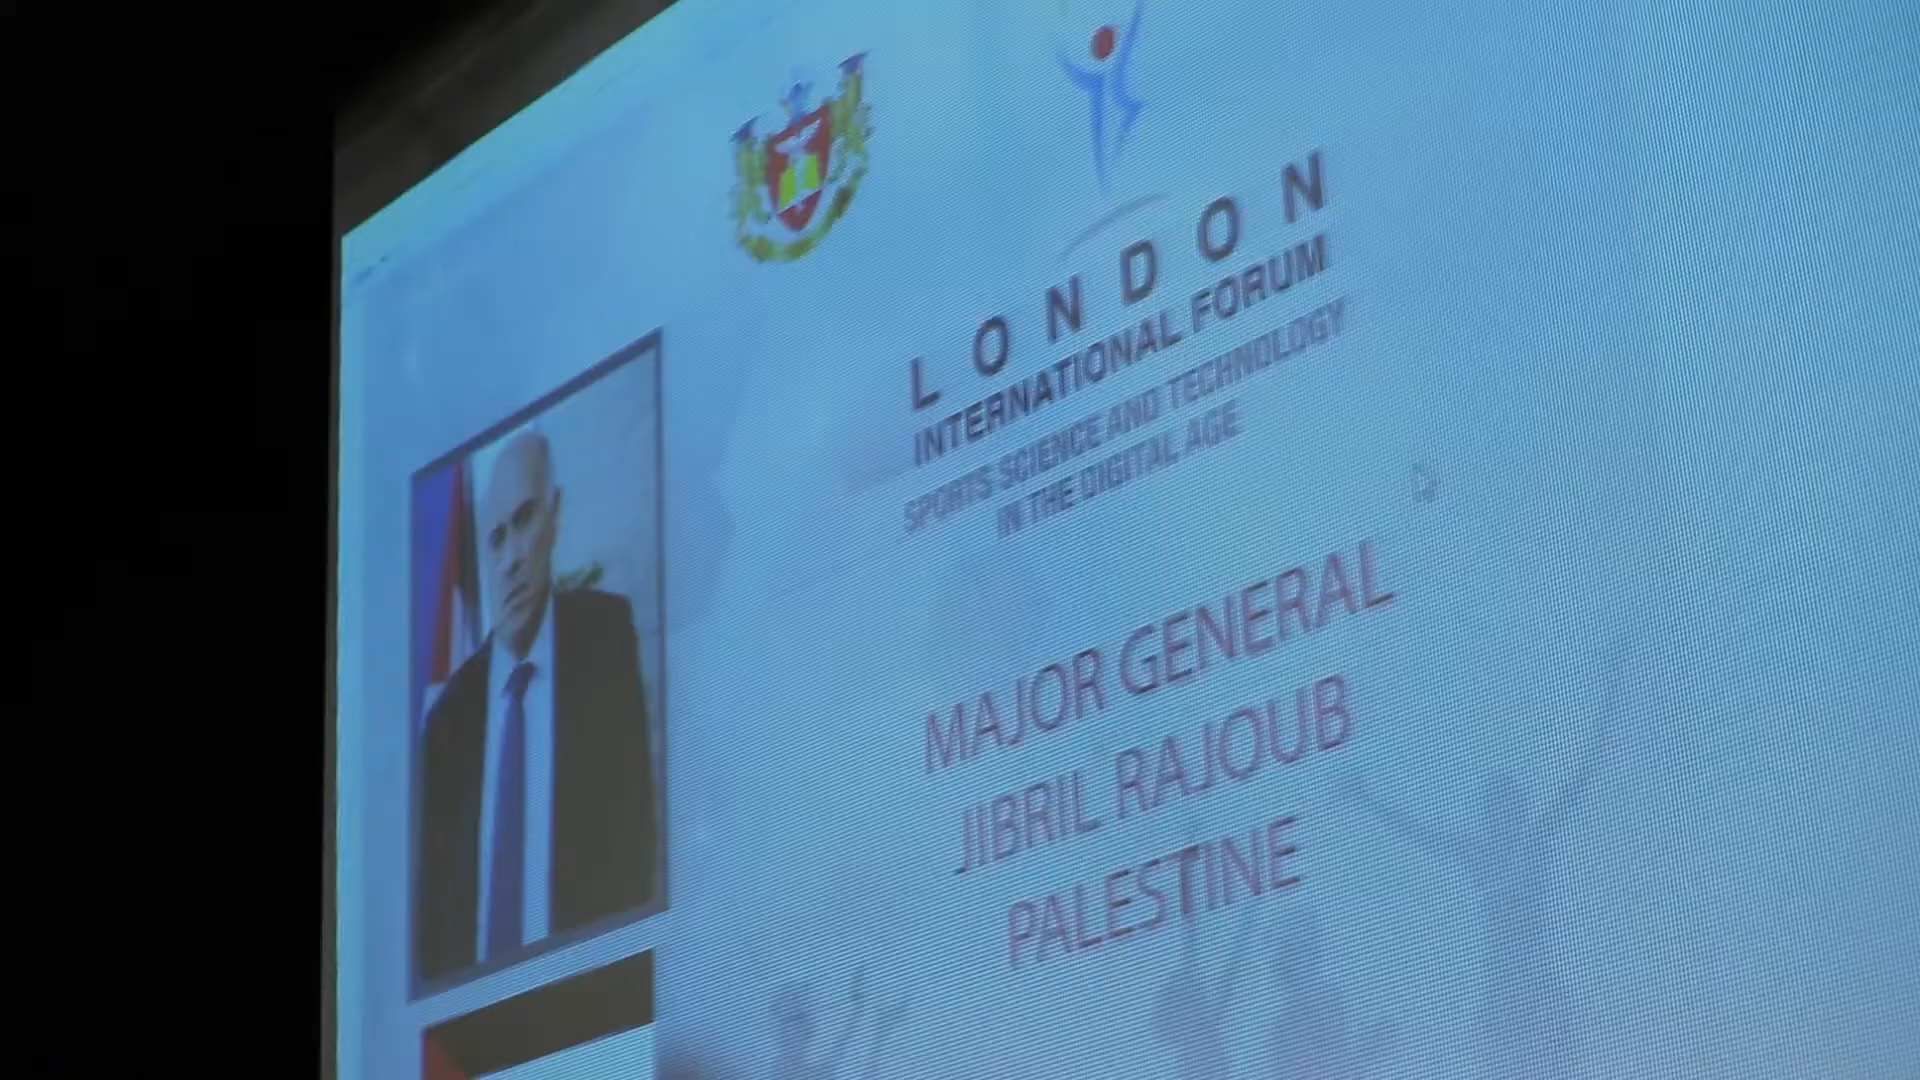 LONDON
INTERNATIONAL FORUM
SPORTS SCIENCE AND TECHNOLOGY
IN THE DIGITAL AGE
MAJOR GENERAL
JIBRIL RAJOUB
PALESTINE